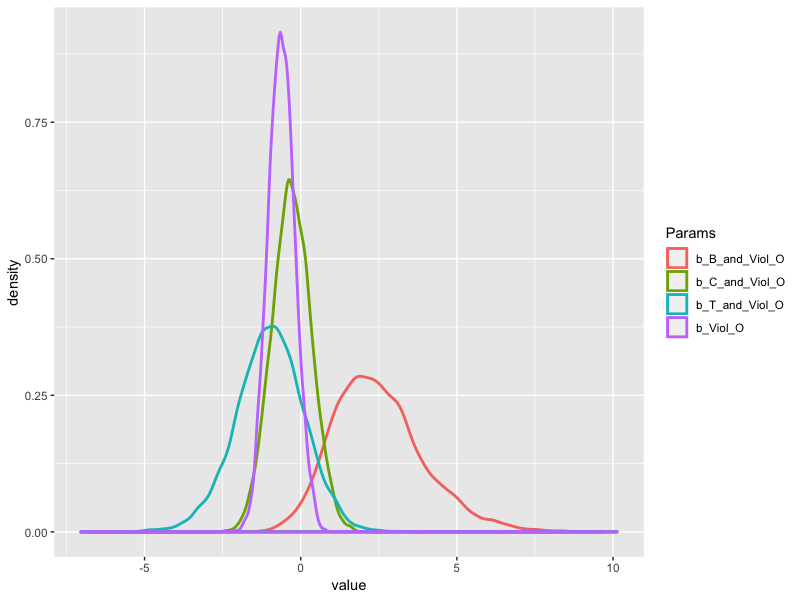 density
0.75
0.50
0.25
0.00
-5
0
5
10
value
Params
b_B_and_Viol_O
b_C_and_Viol_O
b_T_and_Viol_O
b_Viol_O